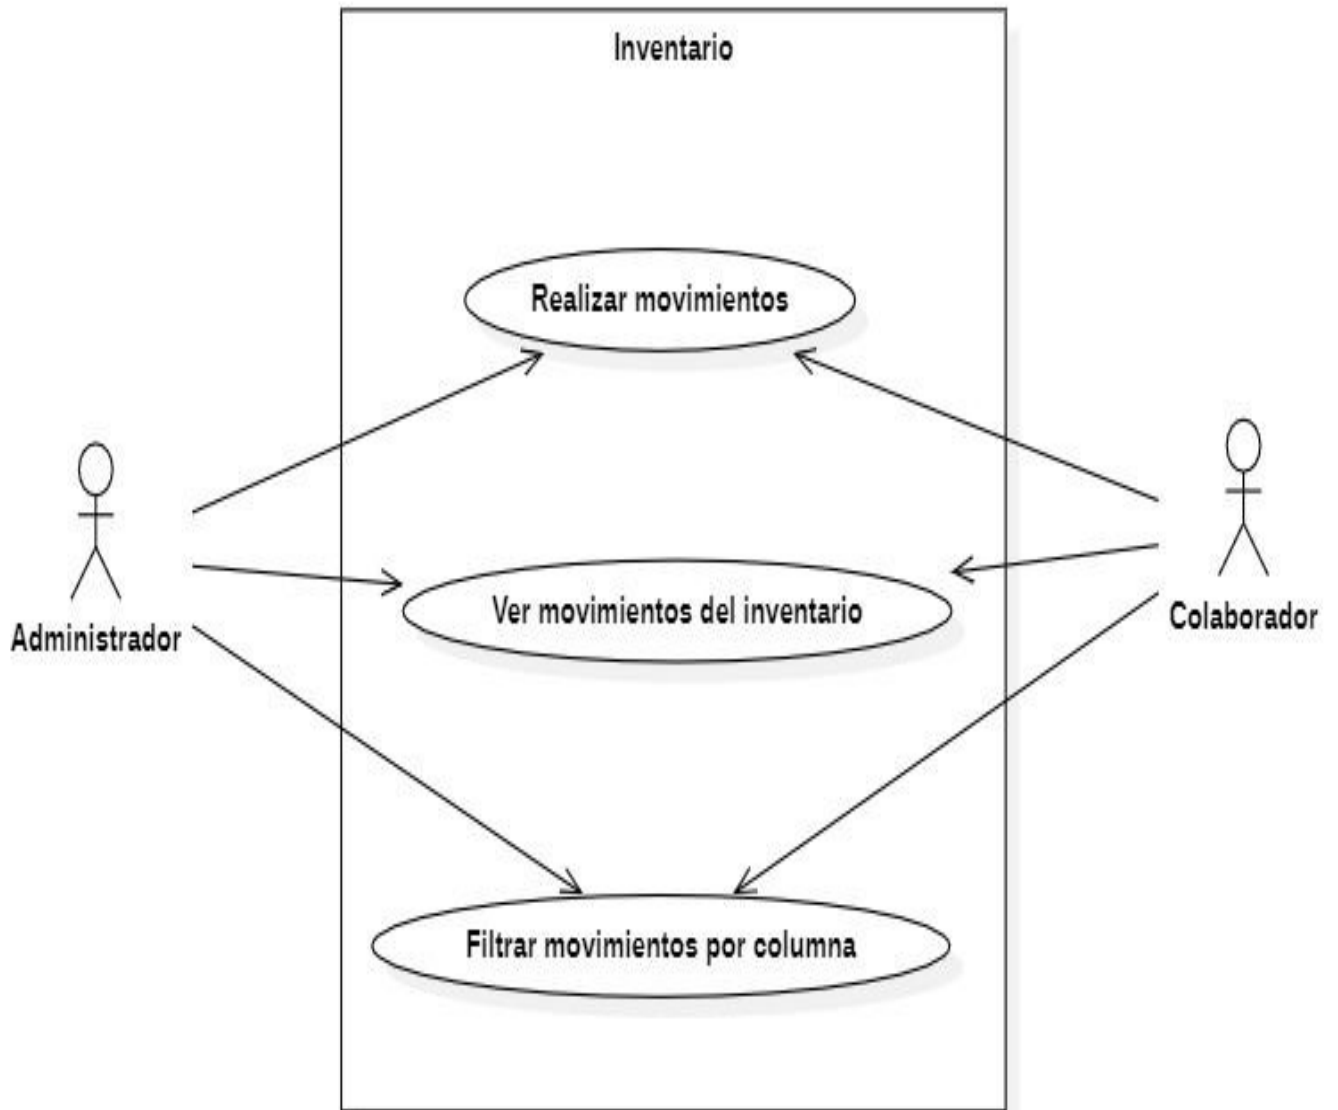 Inventario
Realizar movimientos
Ver movimientos del inventario
Administrador
Colaborador
Filtrar movimientos por columna